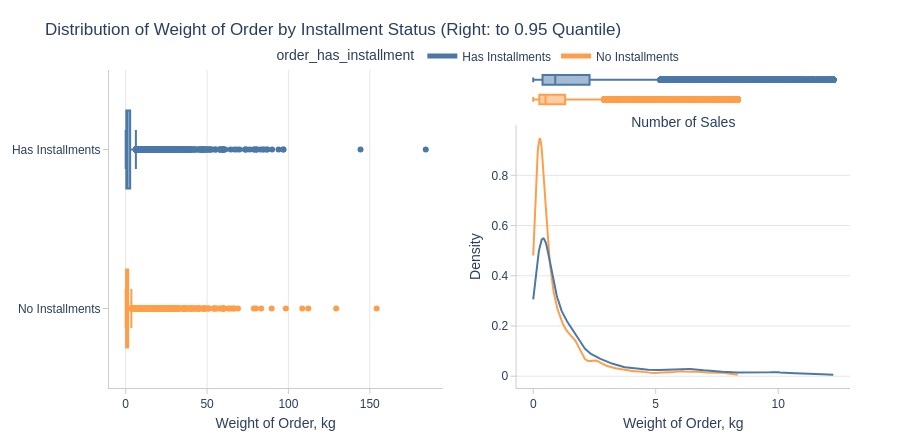 Distribution of Weight of Order by Installment Status (Right: to 0.95 Quantile)
order_has_installment Has Installments No Installments
Has Installments
No Installments
0 50 100 150
Weight of Order, kg
Number of Sales
0.8
0.6
0.4
0.2
0
Density
0 5 10
Weight of Order, kg